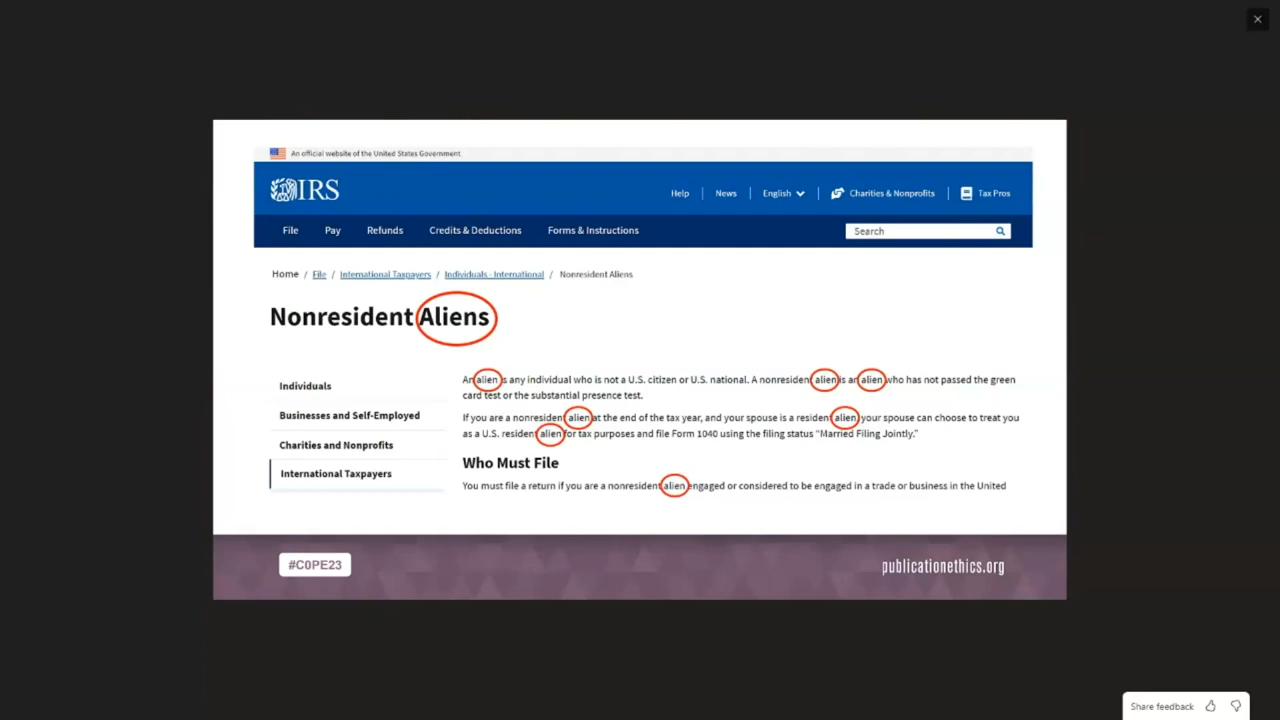 An official website of the United States Government
IRS
Help
News
English
Charities & Nonprofits
Tax Pros
File
Pay
Refunds
Credits & Deductions
Forms & Instructions
Search
Home / File / International Taxpayers / Individuals - International / Nonresident Aliens
Nonresident Aliens
Individuals
Businesses and Self-Employed
Charities and Nonprofits
International Taxpayers
An alien is any individual who is not a U.S. citizen or U.S. national. A nonresident alien is an alien who has not passed the green
card test or the substantial presence test.
If you are a nonresident alien at the end of the tax year, and your spouse is a resident alien, your spouse can choose to treat you
as a U.S. resident alien for tax purposes and file Form 1040 using the filing status “Married Filing Jointly.”
Who Must File
You must file a return if you are a nonresident alien engaged or considered to be engaged in a trade or business in the United
#C0PE23
publicationethics.org
Share feedback